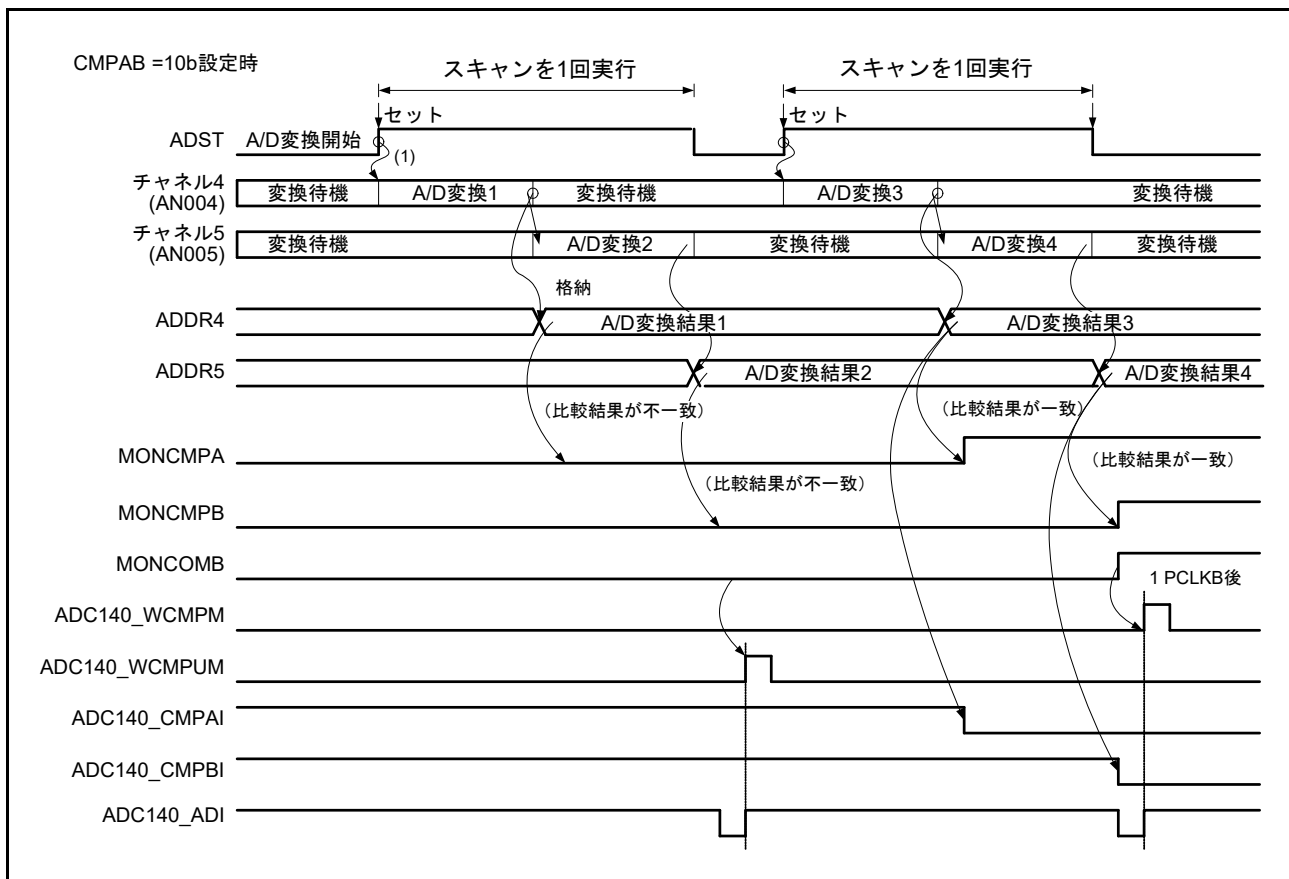 CMPAB =10b設定時
スキャンを1回実行
スキャンを1回実行
セット
セット
ADST
A/D変換開始
(1)
チャネル4
(AN004)
変換待機
A/D変換1
変換待機
A/D変換3
変換待機
チャネル5
(AN005)
変換待機
A/D変換2
変換待機
A/D変換4
変換待機
格納
ADDR4
A/D変換結果1
A/D変換結果3
ADDR5
A/D変換結果2
A/D変換結果4
（比較結果が不一致）
（比較結果が一致）
MONCMPA
（比較結果が一致）
（比較結果が不一致）
MONCMPB
MONCOMB
1 PCLKB後
ADC140_WCMPM
ADC140_WCMPUM
ADC140_CMPAI
ADC140_CMPBI
ADC140_ADI